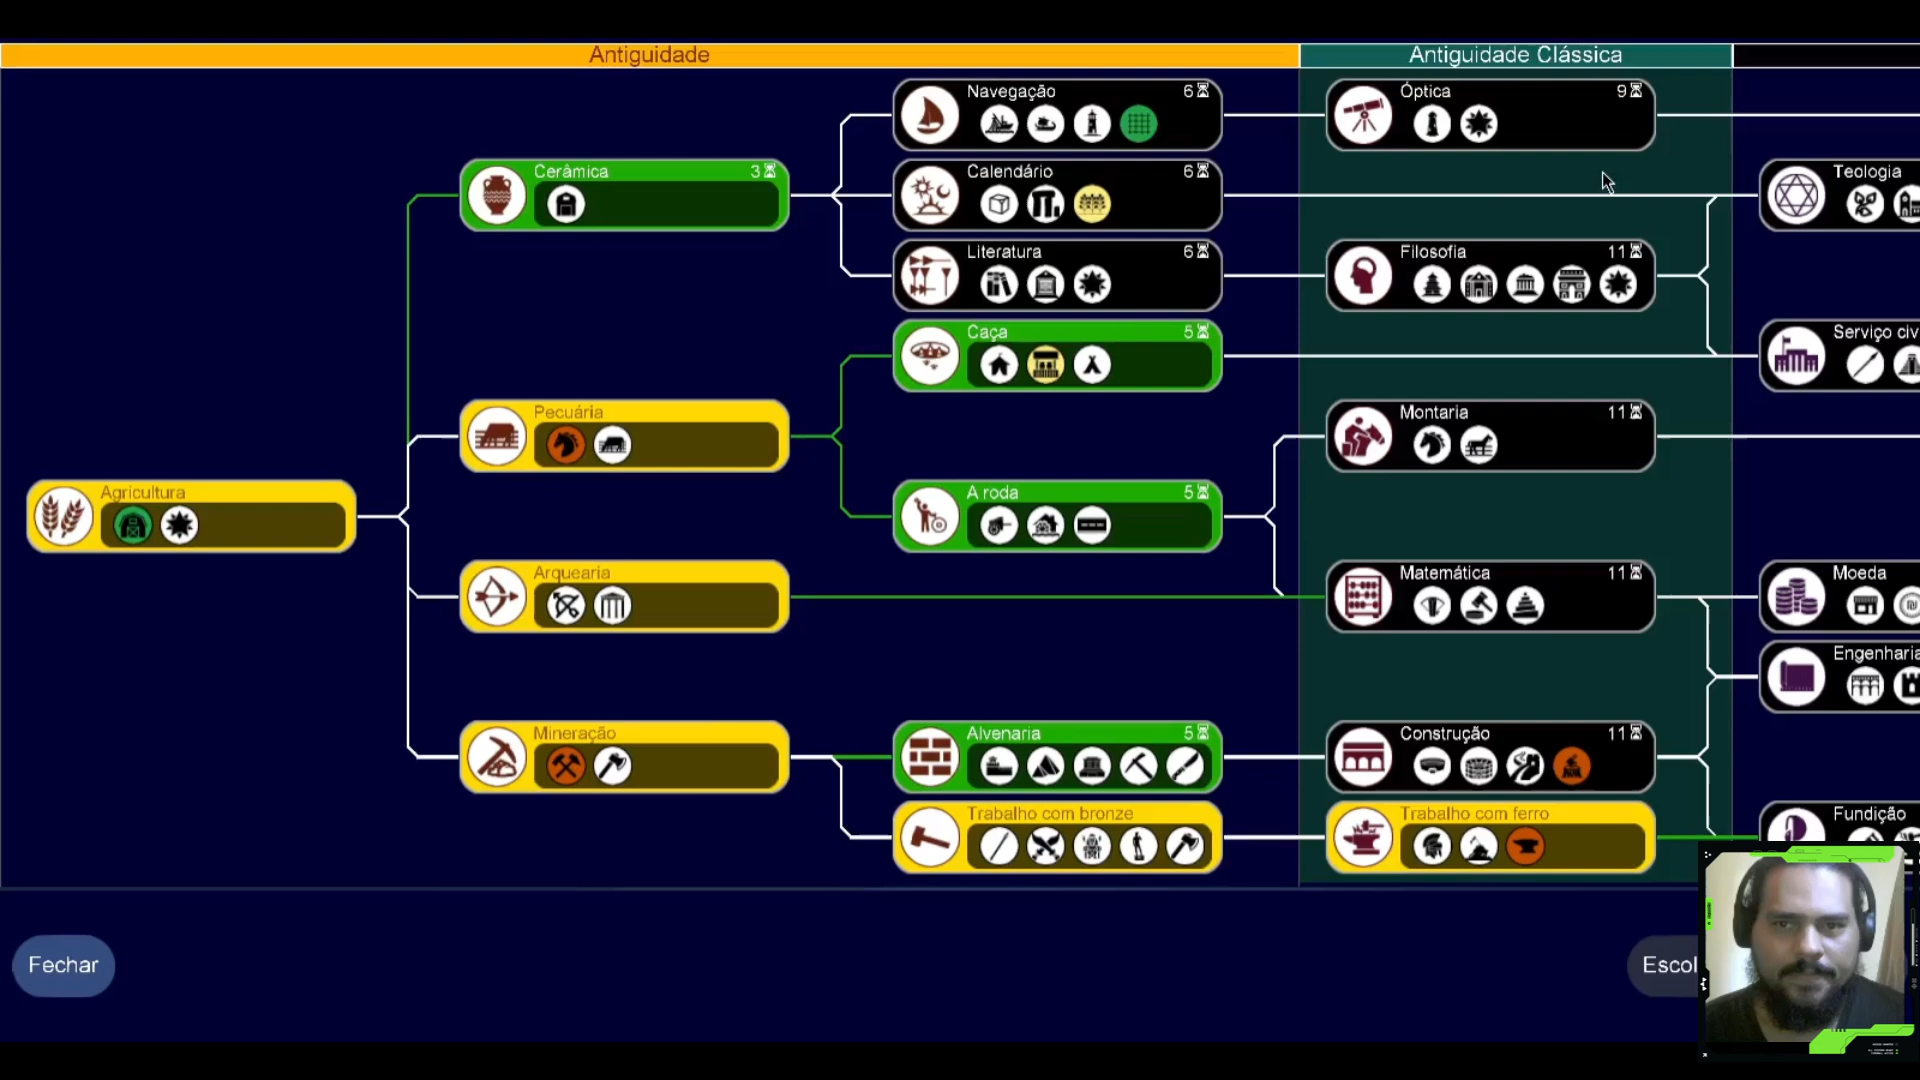 Antiguidade
Antiguidade Clássica
Navegação 6
Óptica 9
Cerâmica 3
Calendário 6
Teologia
Literatura 6
Filosofia 11
Caça 5
Serviço civ
Pecuária
Montaria 11
Agricultura
A roda 5
Arquearia
Matemática 11
Moeda
Engenharia
Mineração
Alvenaria 5
Construção 11
Trabalho com bronze
Trabalho com ferro
Fundição
Fechar
Escol